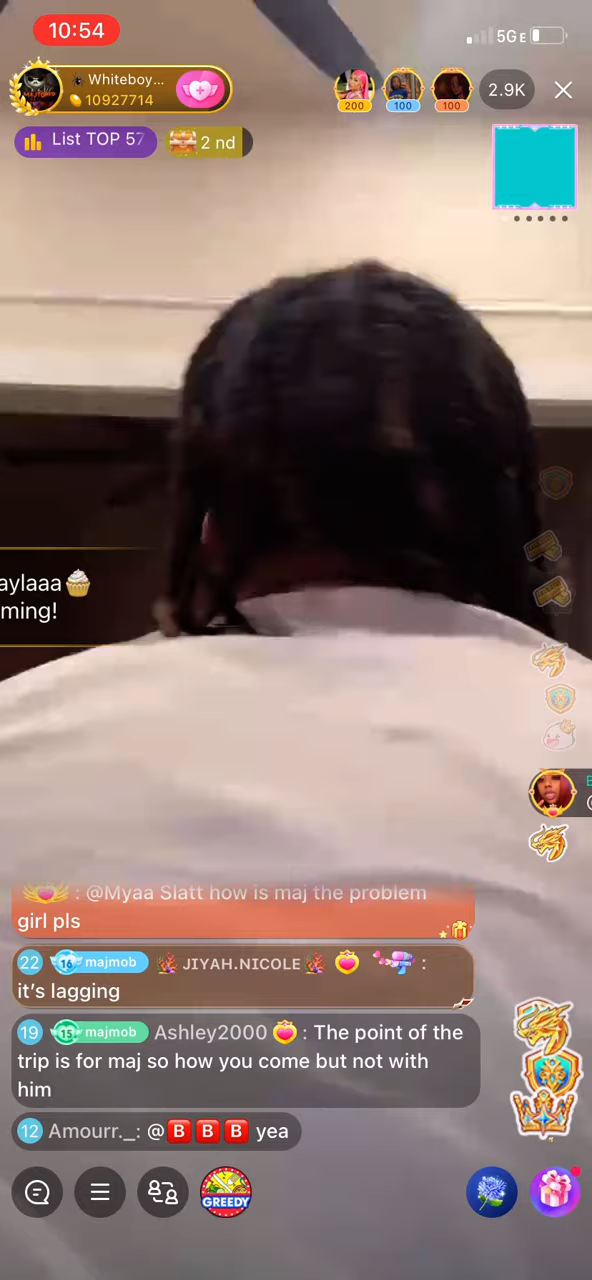 10:54
5G E
Whiteboy...
10927714
200
100
100
2.9K
List TOP 57
2 nd
aylaaa🧁
ming!
: @Myaa Slatt how is maj the problem
girl pls
22 16 majmob JIYAH.NICOLE :
it's lagging
19 15 majmob Ashley2000 : The point of the
trip is for maj so how you come but not with
him
12 Amourr._: @🅱🅱🅱 yea
GREEDY